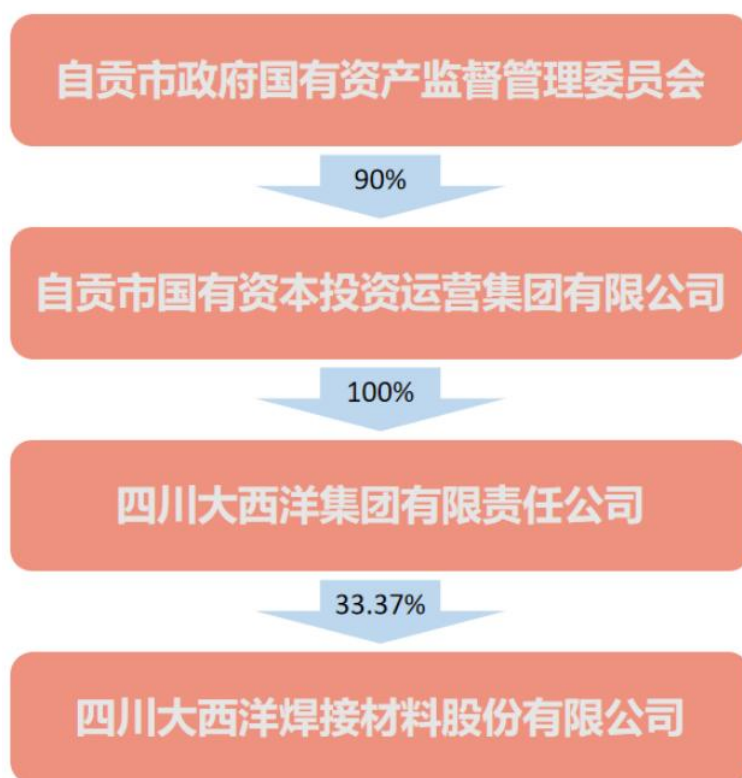 自贡市政府国有资产监督管理委员会
90%
自贡市国有资本投资运营集团有限公司
100%
四川大西洋集团有限责任公司
33.37%
四川大西洋焊接材料股份有限公司